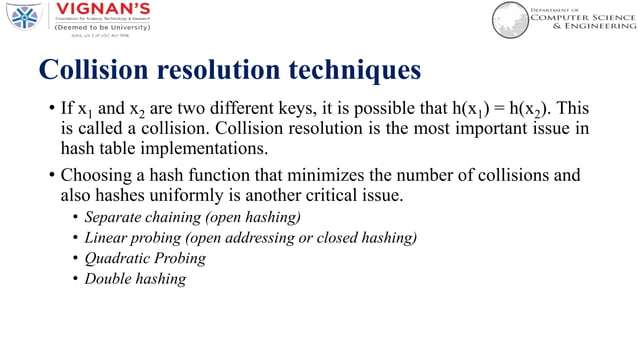 VIGNAN'S
Foundation for Science, Technology & Research
(Deemed to be University)
DEPARTMENT OF
COMPUTER SCIENCE
& ENGINEERING
Collision resolution techniques
• If x1 and x2 are two different keys, it is possible that h(x1) = h(x2). This
is called a collision. Collision resolution is the most important issue in
hash table implementations.
• Choosing a hash function that minimizes the number of collisions and
also hashes uniformly is another critical issue.
• Separate chaining (open hashing)
• Linear probing (open addressing or closed hashing)
• Quadratic Probing
• Double hashing